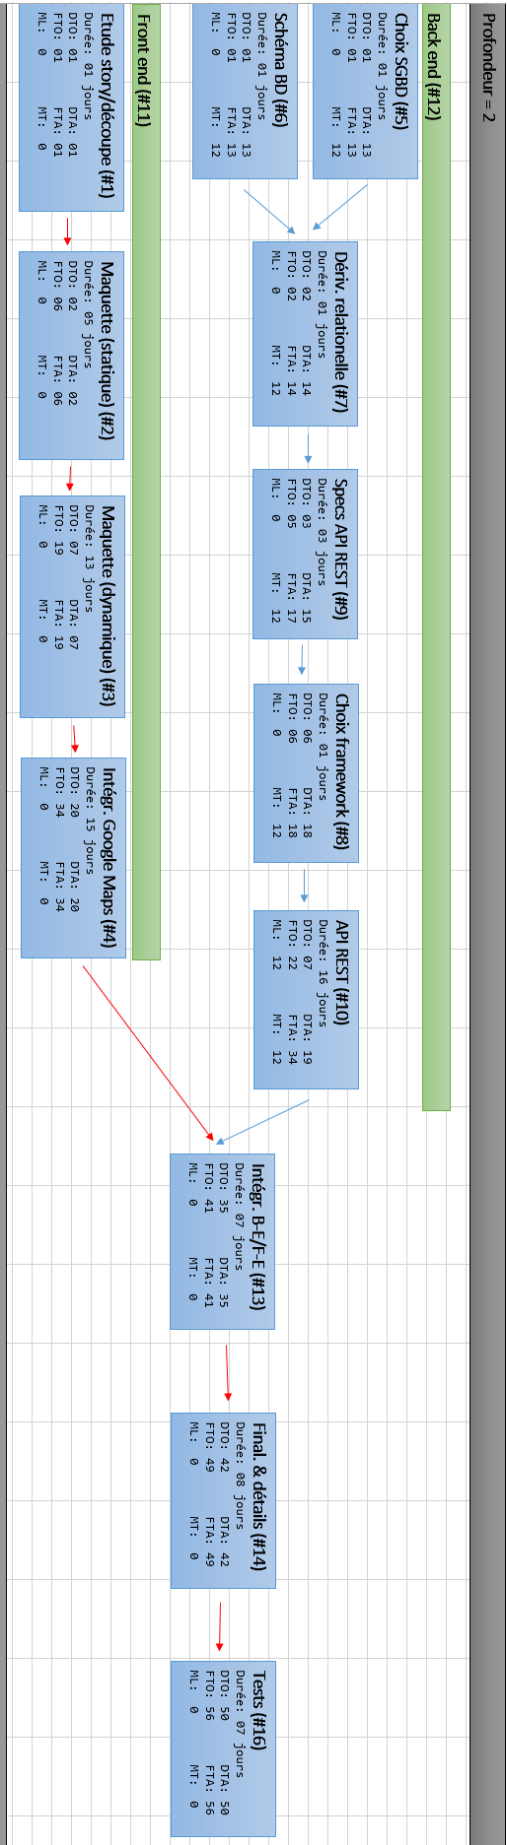 Profondeur = 2
Back end (#12)
Choix SGBD (#5)
Durée: 01 jours
DTO: 01 DTA: 13
FTO: 01 FTA: 13
ML: 0 MT: 12
Schéma BD (#6)
Durée: 01 jours
DTO: 01 DTA: 13
FTO: 01 FTA: 13
ML: 0 MT: 12
Dériv. relationelle (#7)
Durée: 01 jours
DTO: 02 DTA: 14
FTO: 02 FTA: 14
ML: 0 MT: 12
Specs API REST (#9)
Durée: 03 jours
DTO: 03 DTA: 15
FTO: 05 FTA: 17
ML: 0 MT: 12
Choix framework (#8)
Durée: 01 jours
DTO: 06 DTA: 18
FTO: 06 FTA: 18
ML: 0 MT: 12
API REST (#10)
Durée: 16 jours
DTO: 07 DTA: 19
FTO: 22 FTA: 34
ML: 12 MT: 12
Front end (#11)
Etude story/découpe (#1)
Durée: 01 jours
DTO: 01 DTA: 01
FTO: 01 FTA: 01
ML: 0 MT: 0
Maquette (statique) (#2)
Durée: 05 jours
DTO: 02 DTA: 02
FTO: 06 FTA: 06
ML: 0 MT: 0
Maquette (dynamique) (#3)
Durée: 13 jours
DTO: 07 DTA: 07
FTO: 19 FTA: 19
ML: 0 MT: 0
Intégr. Google Maps (#4)
Durée: 15 jours
DTO: 20 DTA: 20
FTO: 34 FTA: 34
ML: 0 MT: 0
Intégr. B-E/F-E (#13)
Durée: 07 jours
DTO: 35 DTA: 35
FTO: 41 FTA: 41
ML: 0 MT: 0
Final. & détails (#14)
Durée: 08 jours
DTO: 42 DTA: 42
FTO: 49 FTA: 49
ML: 0 MT: 0
Tests (#16)
Durée: 07 jours
DTO: 50 DTA: 50
FTO: 56 FTA: 56
ML: 0 MT: 0